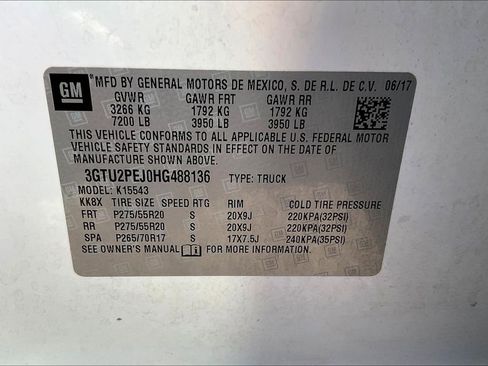 GM
*MFD BY GENERAL MOTORS DE MEXICO, S. DE R.L. DE C.V. 06/17
GVWR GAWR FRT GAWR RR
3266 KG 1792 KG 1792 KG
7200 LB 3950 LB 3950 LB
THIS VEHICLE CONFORMS TO ALL APPLICABLE U.S. FEDERAL MOTOR
VEHICLE SAFETY STANDARDS IN EFFECT ON THE DATE OF
MANUFACTURE SHOWN ABOVE.
3GTU2PEJ0HG488136 TYPE: TRUCK
MODEL: K15543
KK8X TIRE SIZE SPEED RTG RIM COLD TIRE PRESSURE
FRT P275/55R20 S 20X9J 220KPA(32PSI)
RR P275/55R20 S 20X9J 220KPA(32PSI)
SPA P265/70R17 S 17X7.5J 240KPA(35PSI)
SEE OWNER'S MANUAL FOR MORE INFORMATION.